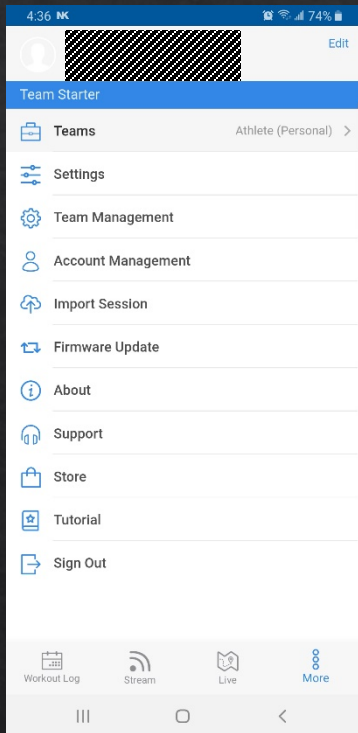 4:36 NK 74%
Edit
Team Starter
Teams Athlete (Personal)
Settings
Team Management
Account Management
Import Session
Firmware Update
About
Support
Store
Tutorial
Sign Out
Workout Log Stream Live More